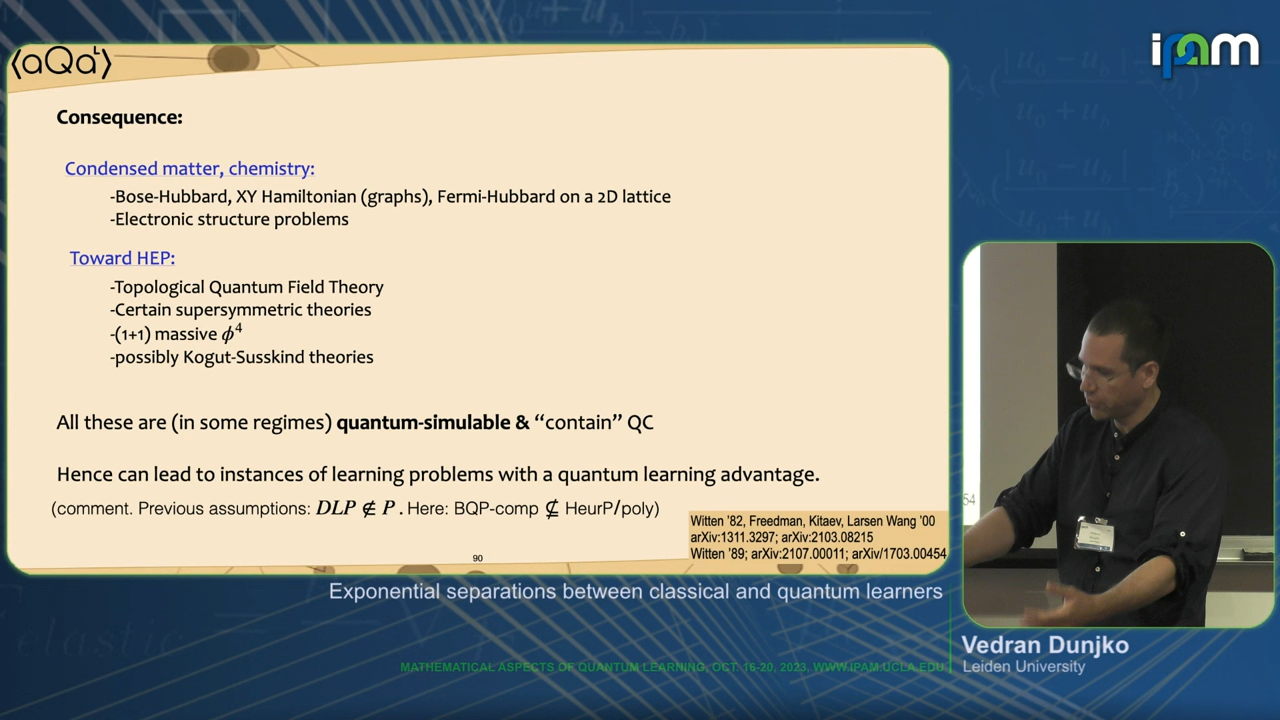 ⟨aQaᴸ⟩
ipam
Consequence:
Condensed matter, chemistry:
-Bose-Hubbard, XY Hamiltonian (graphs), Fermi-Hubbard on a 2D lattice
-Electronic structure problems
Toward HEP:
-Topological Quantum Field Theory
-Certain supersymmetric theories
-(1+1) massive ϕ⁴
-possibly Kogut-Susskind theories
All these are (in some regimes) quantum-simulable & “contain” QC
Hence can lead to instances of learning problems with a quantum learning advantage.
(comment. Previous assumptions: DLP ∉ P. Here: BQP-comp ⊈ HeurP/poly)
Witten '82, Freedman, Kitaev, Larsen Wang '00
arXiv:1311.3297; arXiv:2103.08215
Witten '89; arXiv:2107.00011; arXiv/1703.00454
90
54
Exponential separations between classical and quantum learners
Vedran Dunjko
Leiden University
MATHEMATICAL ASPECTS OF QUANTUM LEARNING, OCT. 16-20, 2023, WWW.IPAM.UCLA.EDU
elastic